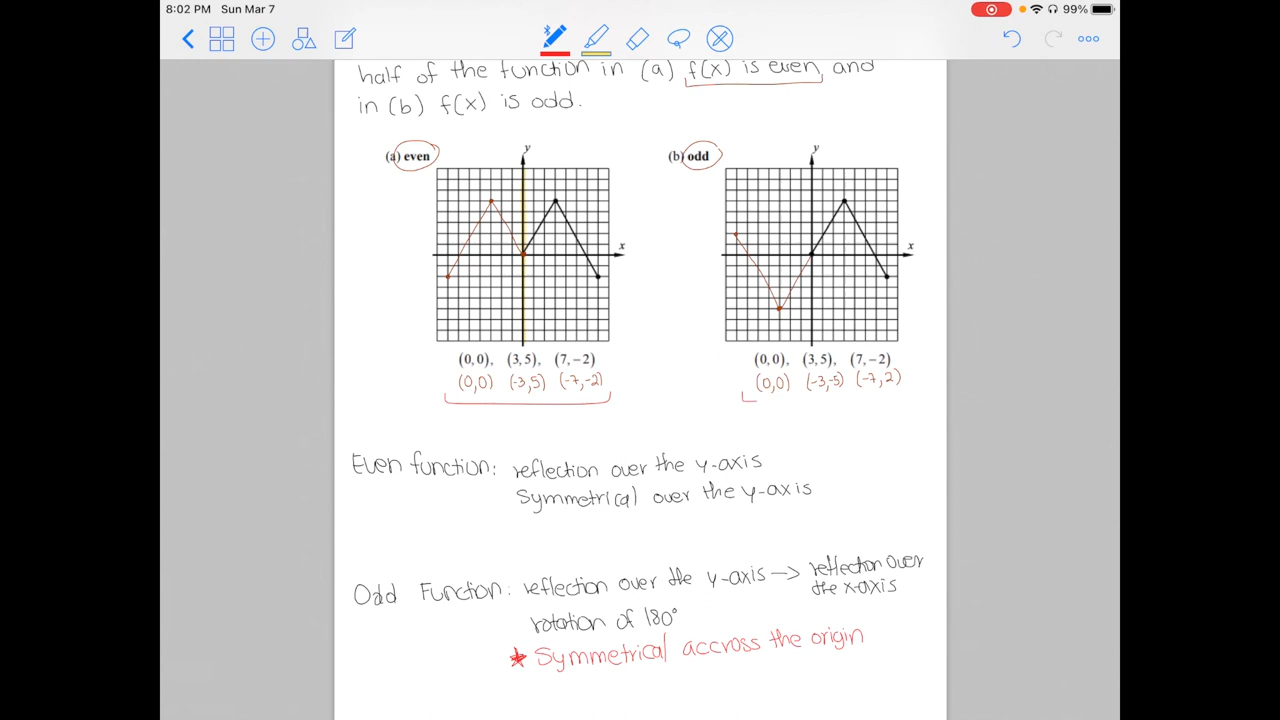 8:02 PM Sun Mar 7 99%
half of the function in (a) f(x) is even, and
in (b) f(x) is odd.
(a) even
y
x
(0,0), (3,5), (7,−2)
(0,0) (-3,5) (-7,-2)
(b) odd
y
x
(0,0), (3,5), (7,−2)
(0,0) (-3,-5) (-7,2)
Even function: reflection over the y-axis
Symmetrical over the y-axis
Odd Function: reflection over the y-axis → reflection over
the x-axis
rotation of 180°
★ Symmetrical accross the origin